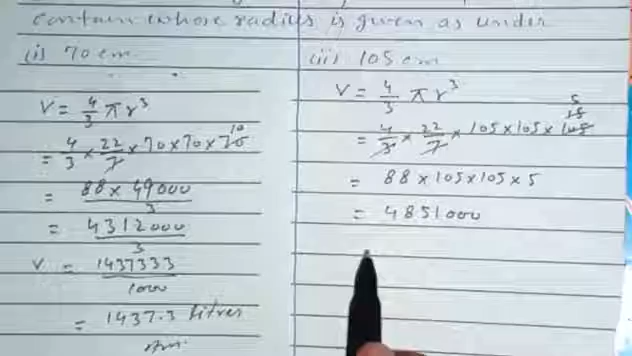 contain whose radius is given as under
(i) 70 cm
V = 4/3 π r³
= 4/3 × 22/7 × 70 × 70 × 70 10
= 88 × 49000 / 3
= 4312000 / 3
V = 1437333 / 1000
= 1437.3 litres
(ii) 105 cm
V = 4/3 π r³
= 4/3 × 22/7 × 105 × 105 × 105 15 5
= 88 × 105 × 105 × 5
= 4851000